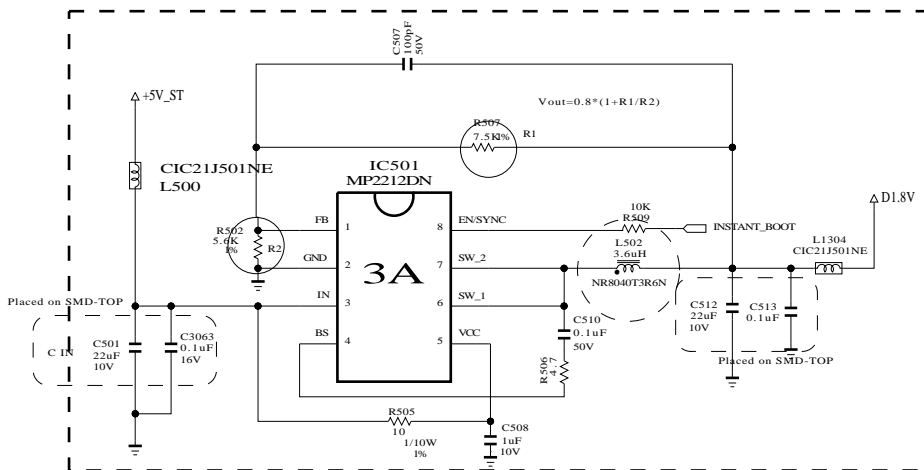 C507
100pF
50V
+5V_ST
Vout=0.8*(1+R1/R2)
R507
7.5K 1%
R1
CIC21J501NE
L500
IC501
MP2212DN
D1.8V
R502
5.6K
1%
R2
FB
1
8
EN/SYNC
10K
R509
INSTANT_BOOT
GND
2
3A
7
SW_2
L502
3.6uH
NR8040T3R6N
L1304
CIC21J501NE
Placed on SMD-TOP
IN
3
6
SW_1
BS
4
5
VCC
C IN
C501
22uF
10V
C3063
0.1uF
16V
C510
0.1uF
50V
R506
4.7
C512
22uF
10V
C513
0.1uF
Placed on SMD-TOP
R505
10
1/10W
1%
C508
1uF
10V